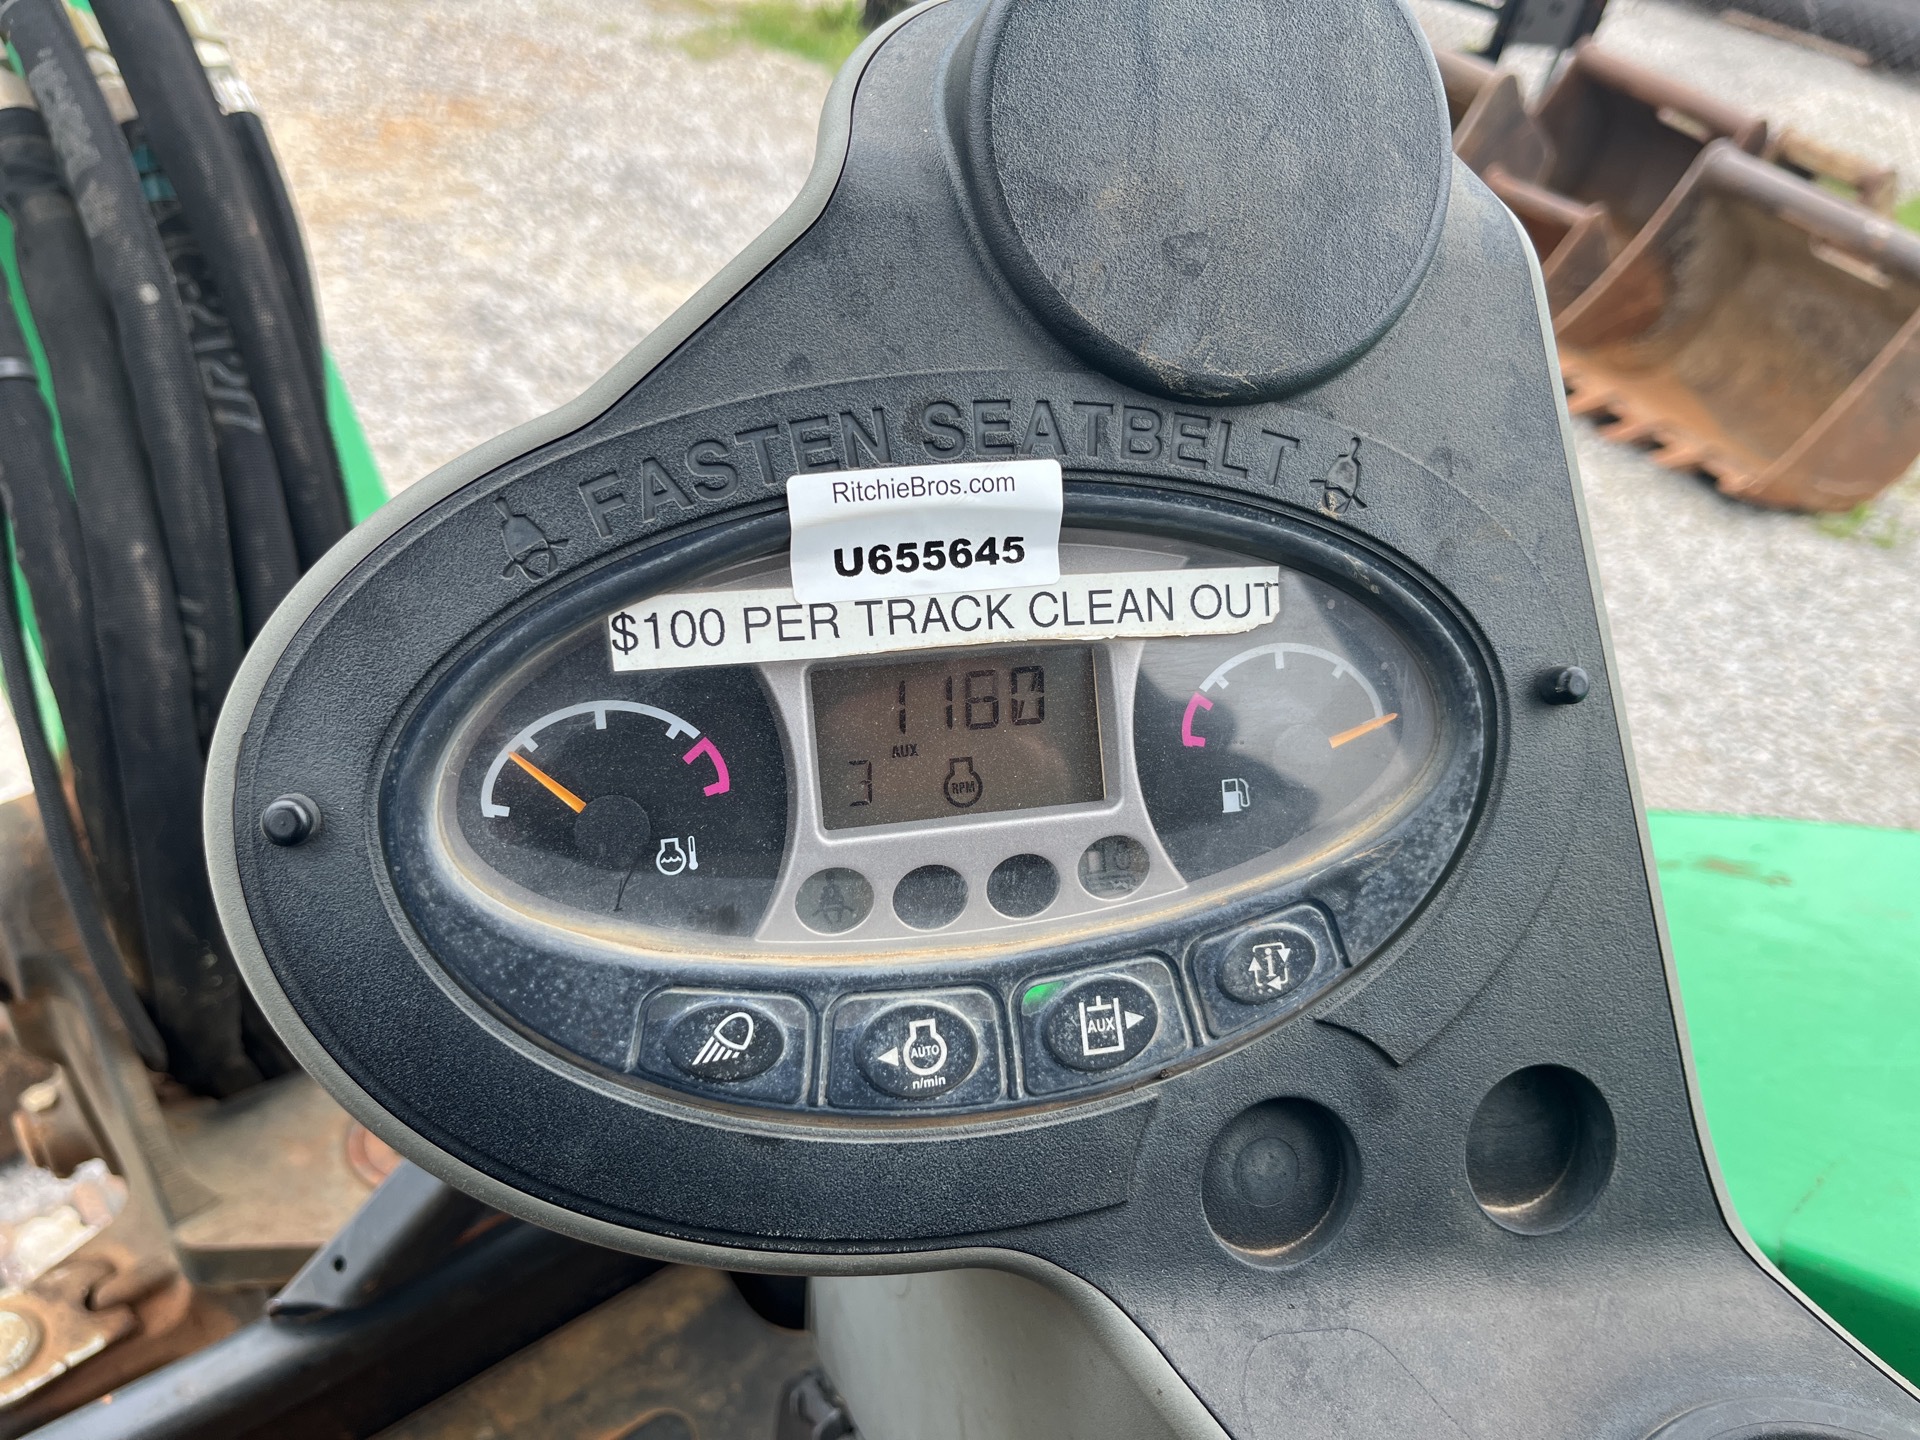 FASTEN SEATBELT
RitchieBros.com
U655645
$100 PER TRACK CLEAN OUT
1160
AUX
3 RPM
AUTO
n/min
AUX
i